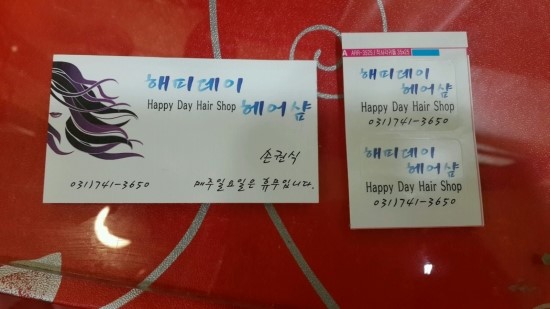 해피데이
Happy Day Hair Shop 헤어샵
손권식
031)741-3650 매주일요일은 휴무입니다.
해피데이
헤어샵
Happy Day Hair Shop
031)741-3650
해피데이
헤어샵
Happy Day Hair Shop
031)741-3650